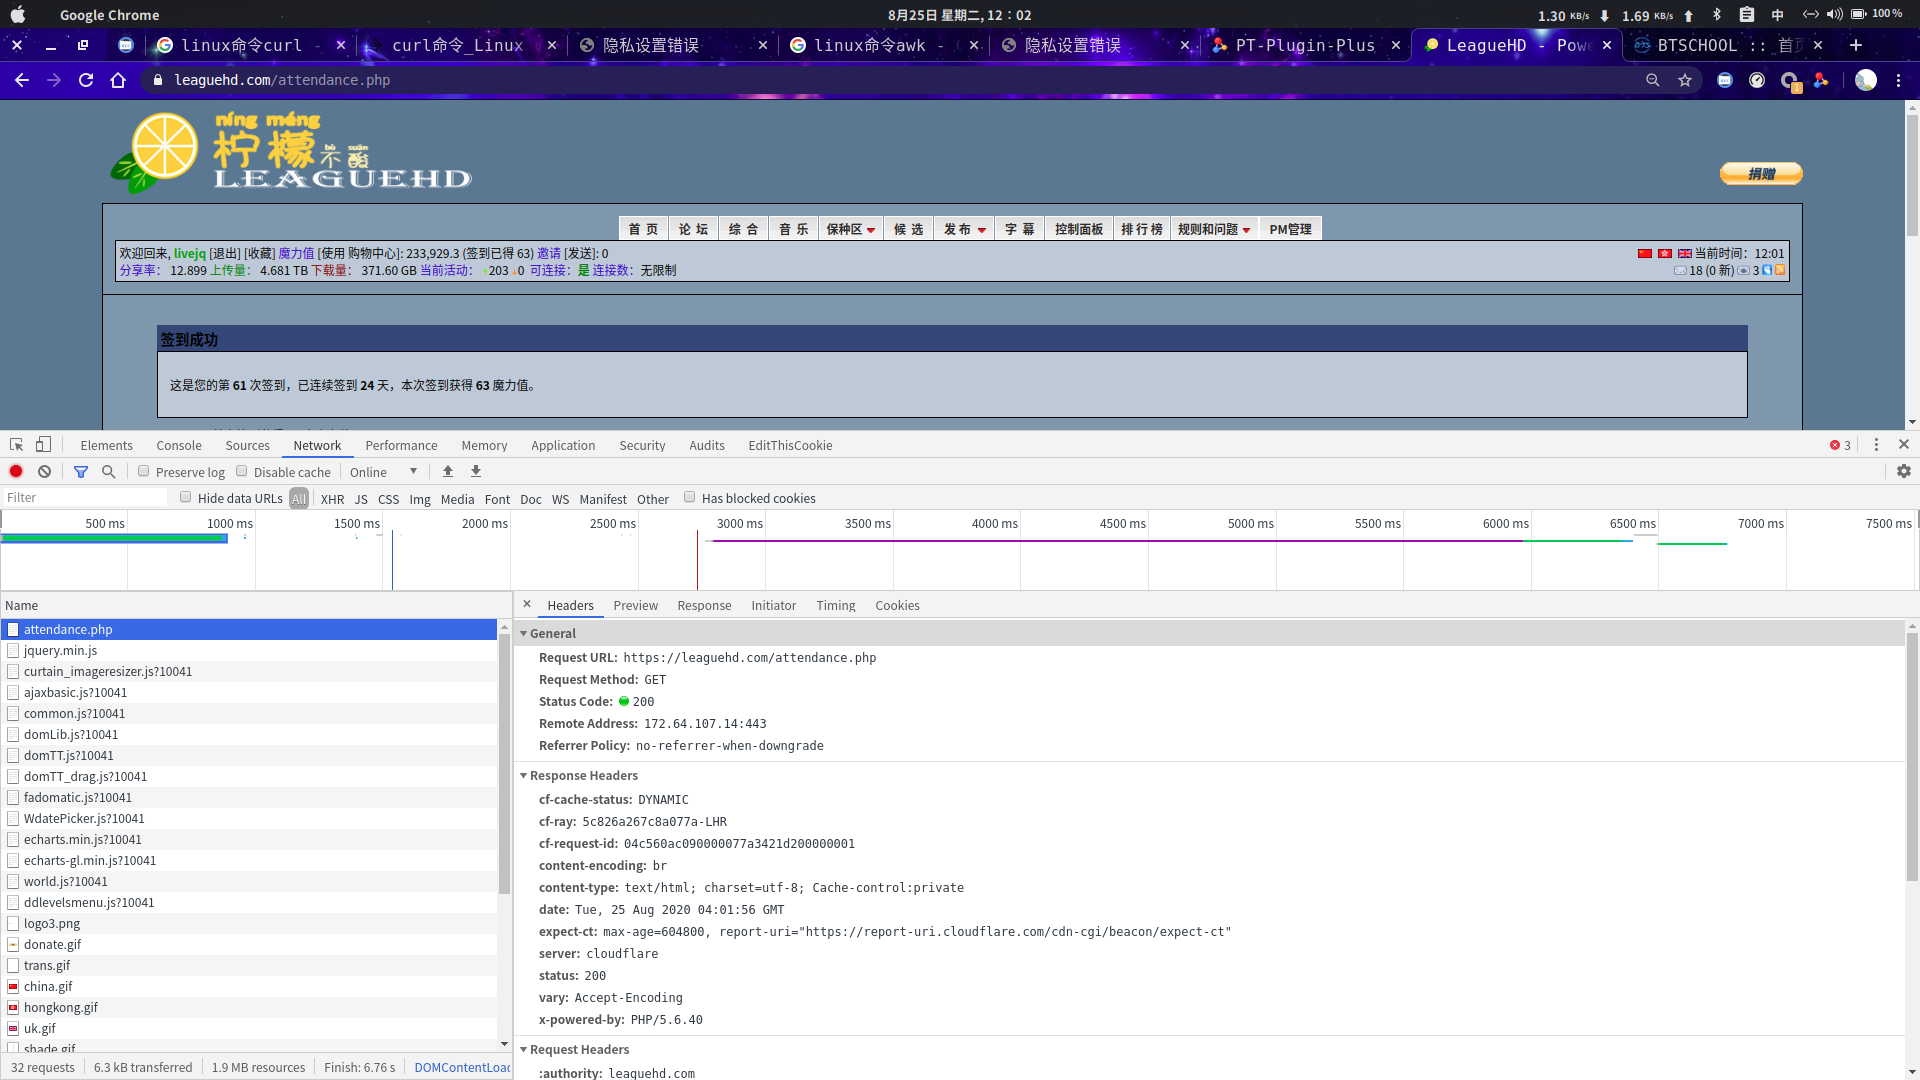 Google Chrome
8月25日 星期二, 12：02
1.30 KB/s 1.69 KB/s 中 100%
linux命令curl -
curl命令_Linux
隐私设置错误
linux命令awk -
隐私设置错误
PT-Plugin-Plus
LeagueHD - Powe
BTSCHOOL :: 首页
leaguehd.com/attendance.php
1
níng méng
柠檬不酸
bù suān
LEAGUEHD
捐赠
首 页 论 坛 综 合 音 乐 保种区 候 选 发 布 字 幕 控制面板 排 行 榜 规则和问题 PM管理
欢迎回来, livejq [退出] [收藏] 魔力值 [使用 购物中心]: 233,929.3 (签到已得 63) 邀请 [发送]: 0
当前时间：12:01
分享率： 12.899 上传量： 4.681 TB 下载量： 371.60 GB 当前活动： 203 0 可连接：是 连接数：无限制
18 (0 新) 3
签到成功
这是您的第 61 次签到，已连续签到 24 天，本次签到获得 63 魔力值。
Elements Console Sources Network Performance Memory Application Security Audits EditThisCookie
3
Preserve log Disable cache Online
Filter Hide data URLs All XHR JS CSS Img Media Font Doc WS Manifest Other Has blocked cookies
500 ms 1000 ms 1500 ms 2000 ms 2500 ms 3000 ms 3500 ms 4000 ms 4500 ms 5000 ms 5500 ms 6000 ms 6500 ms 7000 ms 7500 ms
Name
attendance.php
jquery.min.js
curtain_imageresizer.js?10041
ajaxbasic.js?10041
common.js?10041
domLib.js?10041
domTT.js?10041
domTT_drag.js?10041
fadomatic.js?10041
WdatePicker.js?10041
echarts.min.js?10041
echarts-gl.min.js?10041
world.js?10041
ddlevelsmenu.js?10041
logo3.png
donate.gif
trans.gif
china.gif
hongkong.gif
uk.gif
shade.gif
32 requests 6.3 kB transferred 1.9 MB resources Finish: 6.76 s DOMContentLoad
Headers Preview Response Initiator Timing Cookies
General
Request URL: https://leaguehd.com/attendance.php
Request Method: GET
Status Code: 200
Remote Address: 172.64.107.14:443
Referrer Policy: no-referrer-when-downgrade
Response Headers
cf-cache-status: DYNAMIC
cf-ray: 5c826a267c8a077a-LHR
cf-request-id: 04c560ac090000077a3421d200000001
content-encoding: br
content-type: text/html; charset=utf-8; Cache-control:private
date: Tue, 25 Aug 2020 04:01:56 GMT
expect-ct: max-age=604800, report-uri="https://report-uri.cloudflare.com/cdn-cgi/beacon/expect-ct"
server: cloudflare
status: 200
vary: Accept-Encoding
x-powered-by: PHP/5.6.40
Request Headers
:authority: leaguehd.com